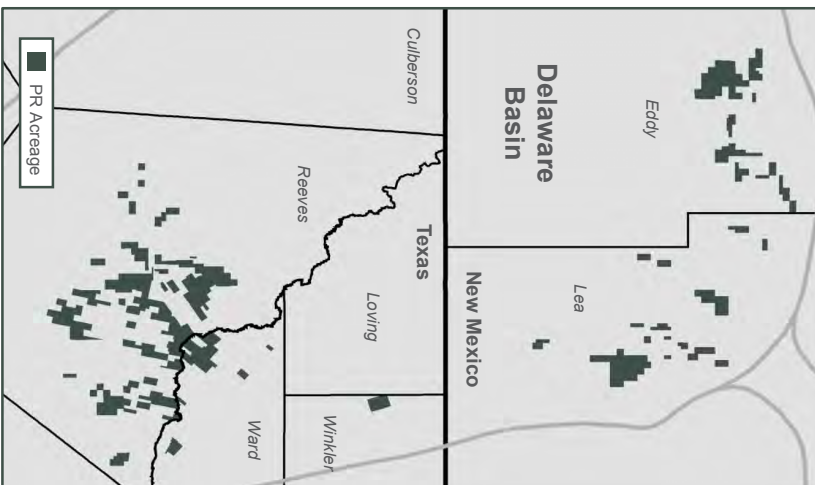 Delaware
Basin
Eddy
Lea
New Mexico
Texas
Culberson
Reeves
Loving
Winkler
Ward
PR Acreage